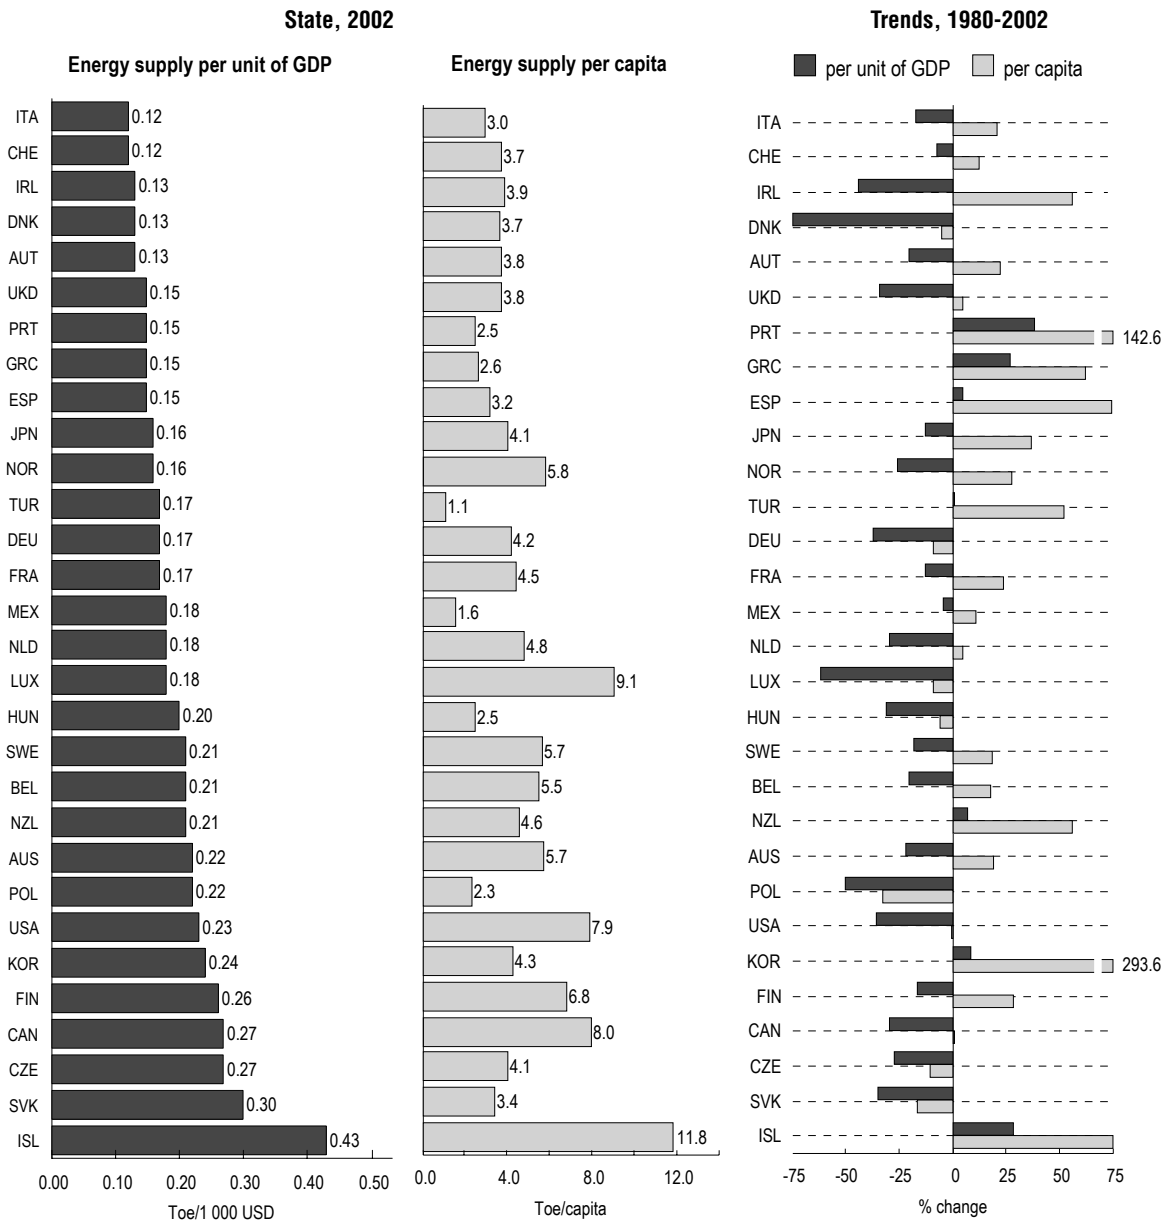 State, 2002
Trends, 1980-2002
Energy supply per unit of GDP
Energy supply per capita
per unit of GDP per capita
ITA 0.12 3.0 ITA
CHE 0.12 3.7 CHE
IRL 0.13 3.9 IRL
DNK 0.13 3.7 DNK
AUT 0.13 3.8 AUT
UKD 0.15 3.8 UKD
PRT 0.15 2.5 PRT 142.6
GRC 0.15 2.6 GRC
ESP 0.15 3.2 ESP
JPN 0.16 4.1 JPN
NOR 0.16 5.8 NOR
TUR 0.17 1.1 TUR
DEU 0.17 4.2 DEU
FRA 0.17 4.5 FRA
MEX 0.18 1.6 MEX
NLD 0.18 4.8 NLD
LUX 0.18 9.1 LUX
HUN 0.20 2.5 HUN
SWE 0.21 5.7 SWE
BEL 0.21 5.5 BEL
NZL 0.21 4.6 NZL
AUS 0.22 5.7 AUS
POL 0.22 2.3 POL
USA 0.23 7.9 USA
KOR 0.24 4.3 KOR 293.6
FIN 0.26 6.8 FIN
CAN 0.27 8.0 CAN
CZE 0.27 4.1 CZE
SVK 0.30 3.4 SVK
ISL 0.43 11.8 ISL
0.00 0.10 0.20 0.30 0.40 0.50
0.0 4.0 8.0 12.0
-75 -50 -25 0 25 50 75
Toe/1 000 USD
Toe/capita
% change